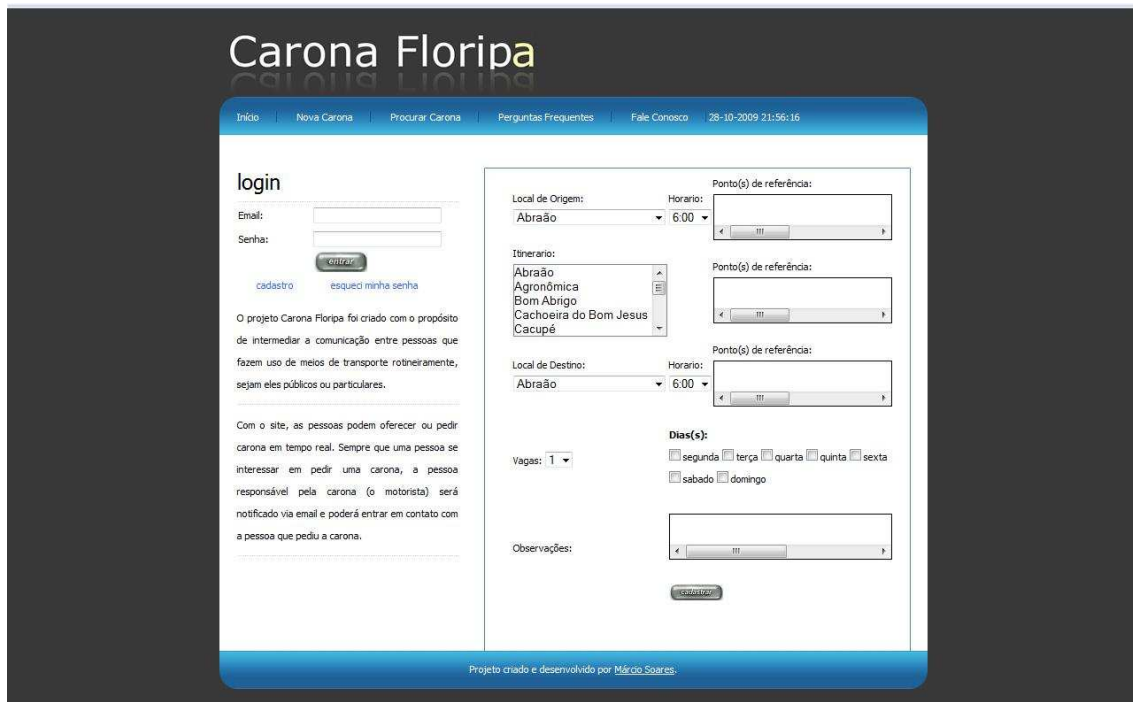 Carona Floripa
Início Nova Carona Procurar Carona Perguntas Frequentes Fale Conosco 28-10-2009 21:56:16
login
Email:
Senha:
entrar
cadastro esqueci minha senha
O projeto Carona Floripa foi criado com o propósito
de intermediar a comunicação entre pessoas que
fazem uso de meios de transporte rotineiramente,
sejam eles públicos ou particulares.
Com o site, as pessoas podem oferecer ou pedir
carona em tempo real. Sempre que uma pessoa se
interessar em pedir uma carona, a pessoa
responsável pela carona (o motorista) será
notificado via email e poderá entrar em contato com
a pessoa que pediu a carona.
Ponto(s) de referência:
Local de Origem: Horario:
Abraão 6:00
Itinerario:
Abraão
Agronômica
Bom Abrigo
Cachoeira do Bom Jesus
Cacupé
Ponto(s) de referência:
Ponto(s) de referência:
Local de Destino: Horario:
Abraão 6:00
Dias(s):
Vagas: 1
segunda terça quarta quinta sexta
sabado domingo
Observações:
cadastrar
Projeto criado e desenvolvido por Márcio Soares.